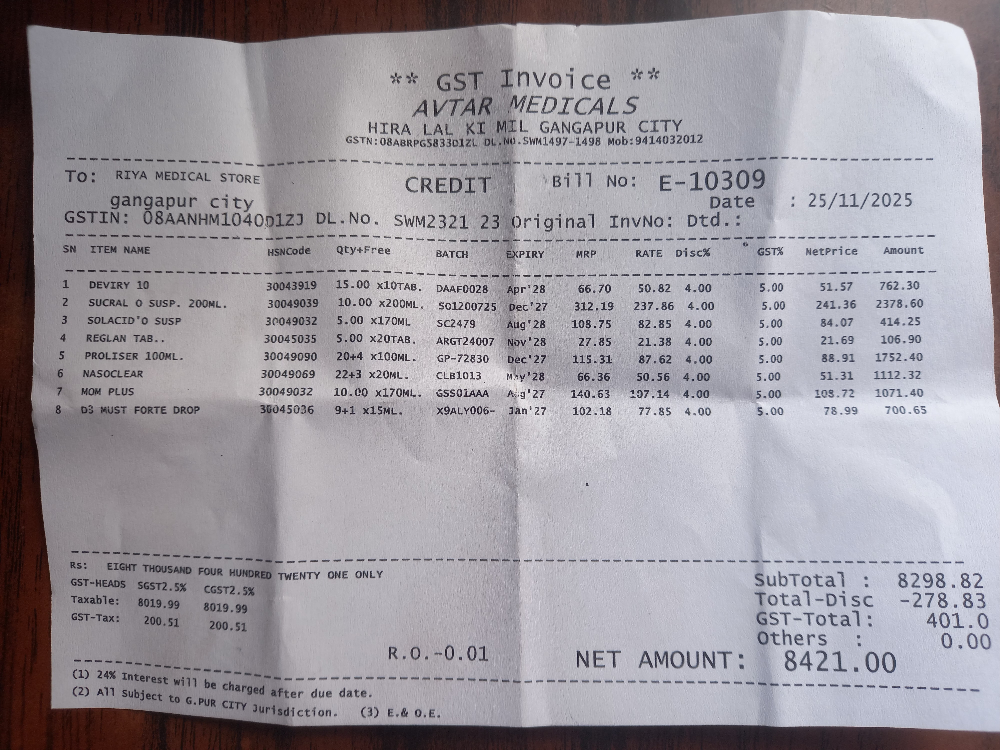 ** GST Invoice **
AVTAR MEDICALS
HIRA LAL KI MIL GANGAPUR CITY
GSTN:08ABRPG5833D1ZL DL.NO.SWM1497-1498 Mob:9414032012
To: RIYA MEDICAL STORE CREDIT Bill No: E-10309
gangapur city Date : 25/11/2025
GSTIN: 08AANHM1040D1ZJ DL.No. SWM2321 23 Original InvNo: Dtd.:
SN ITEM NAME HSNCode Qty+Free BATCH EXPIRY MRP RATE Disc% GST% NetPrice Amount
1 DEVIRY 10 30043919 15.00 x10TAB. DAAF0028 Apr'28 66.70 50.82 4.00 5.00 51.57 762.30
2 SUCRAL O SUSP. 200ML. 30049039 10.00 x200ML. SO1200725 Dec'27 312.19 237.86 4.00 5.00 241.36 2378.60
3 SOLACID'O SUSP 30049032 5.00 x170ML SC2479 Aug'28 108.75 82.85 4.00 5.00 84.07 414.25
4 REGLAN TAB.. 30045035 5.00 x20TAB. ARGT24007 Nov'28 27.85 21.38 4.00 5.00 21.69 106.90
5 PROLISER 100ML. 30049090 20+4 x100ML. GP-72830 Dec'27 115.31 87.62 4.00 5.00 88.91 1752.40
6 NASOCLEAR 30049069 22+3 x20ML. CLB1013 May'28 66.36 50.56 4.00 5.00 51.31 1112.32
7 MOM PLUS 30049032 10.00 x170ML. GSS01AAA Aug'27 140.63 107.14 4.00 5.00 108.72 1071.40
8 D3 MUST FORTE DROP 30045036 9+1 x15ML. X9ALY006- Jan'27 102.18 77.85 4.00 5.00 78.99 700.65
Rs: EIGHT THOUSAND FOUR HUNDRED TWENTY ONE ONLY
GST-HEADS SGST2.5% CGST2.5% SubTotal : 8298.82
Taxable: 8019.99 8019.99 Total-Disc -278.83
GST-Tax: 200.51 200.51 GST-Total: 401.0
Others : 0.00
R.O.-0.01 NET AMOUNT: 8421.00
(1) 24% Interest will be charged after due date.
(2) All Subject to G.PUR CITY Jurisdiction. (3) E.& O.E.